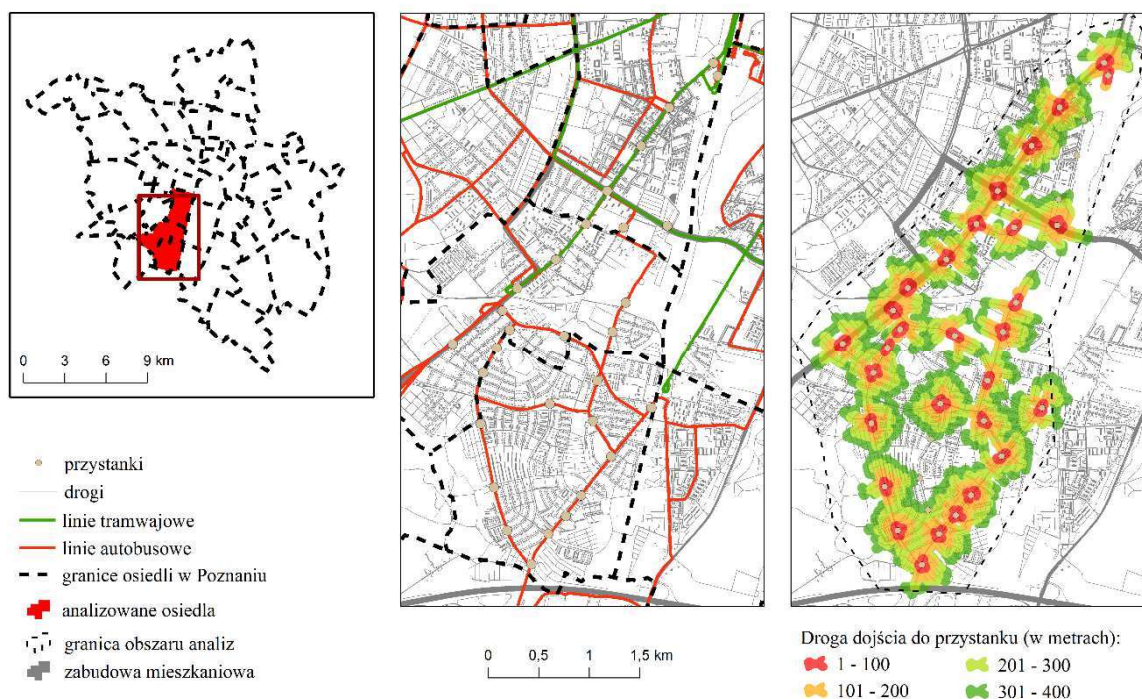 0 3 6 9 km
przystanki
drogi
linie tramwajowe
linie autobusowe
granice osiedli w Poznaniu
analizowane osiedla
granica obszaru analiz
zabudowa mieszkaniowa
0 0,5 1 1,5 km
Droga dojścia do przystanku (w metrach):
1 - 100 201 - 300
101 - 200 301 - 400